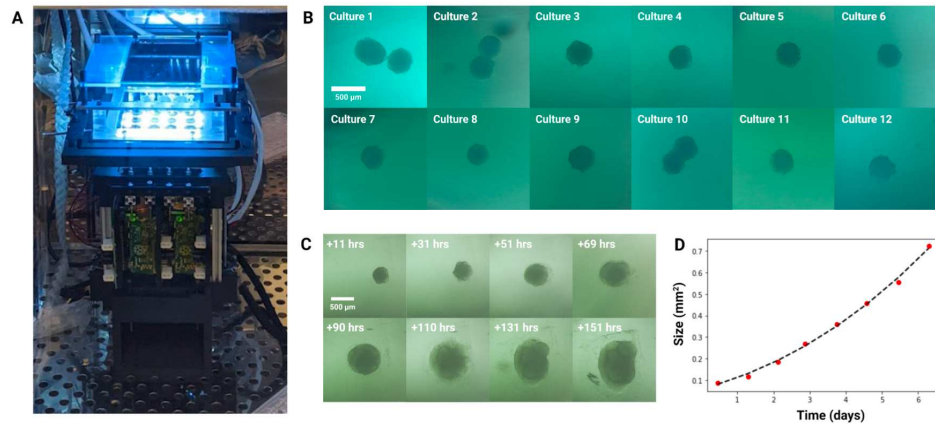 A
B
Culture 1
Culture 2
Culture 3
Culture 4
Culture 5
Culture 6
500 μm
Culture 7
Culture 8
Culture 9
Culture 10
Culture 11
Culture 12
C
+11 hrs
+31 hrs
+51 hrs
+69 hrs
500 μm
+90 hrs
+110 hrs
+131 hrs
+151 hrs
D
Size (mm²)
0.7
0.6
0.5
0.4
0.3
0.2
0.1
1 2 3 4 5 6
Time (days)